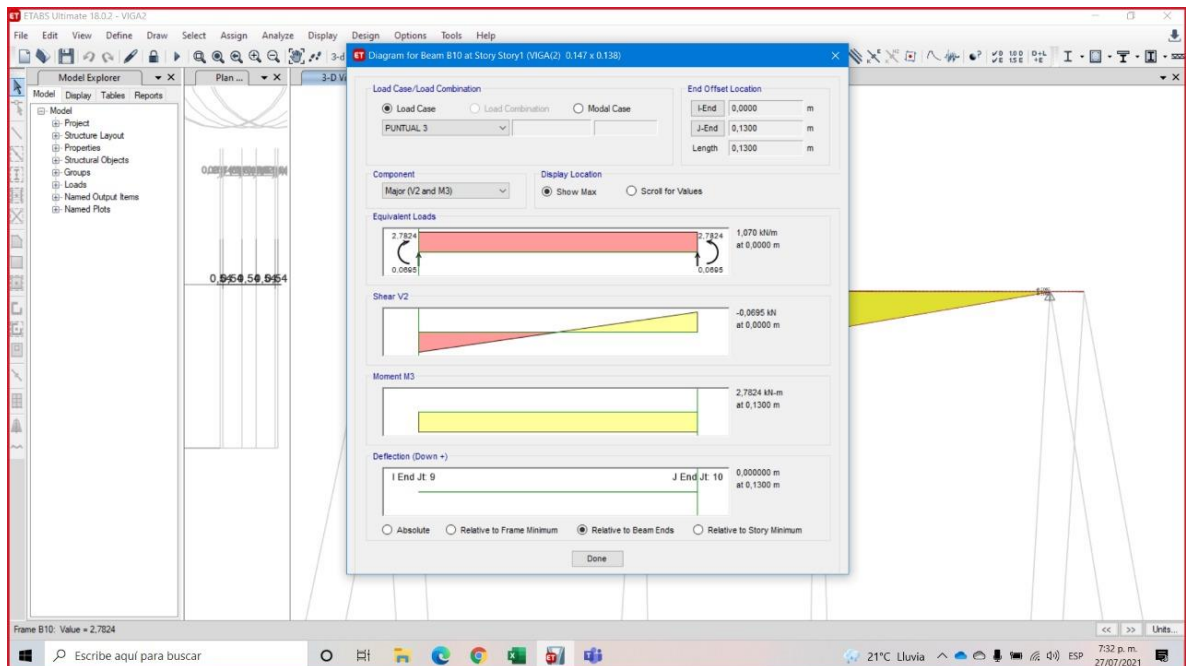 ETABS Ultimate 18.0.2 - VIGA2
File Edit View Define Draw Select Assign Analyze Display Design Options Tools Help
3-d
Model Explorer
Plan ...
3-D Vi
Model Display Tables Reports
Model
Project
Structure Layout
Properties
Structural Objects
Groups
Loads
Named Output Items
Named Plots
Diagram for Beam B10 at Story Story1 (VIGA(2) 0.147 x 0.138)
Load Case/Load Combination
Load Case Load Combination Modal Case
PUNTUAL 3
End Offset Location
I-End 0,0000 m
J-End 0,1300 m
Length 0,1300 m
Component
Major (V2 and M3)
Display Location
Show Max Scroll for Values
Equivalent Loads
2,7824 2,7824
0,0695 0,0695
1,070 kN/m
at 0,0000 m
Shear V2
-0,0695 kN
at 0,0000 m
Moment M3
2,7824 kN-m
at 0,1300 m
Deflection (Down +)
I End Jt: 9 J End Jt: 10
0,000000 m
at 0,1300 m
Absolute Relative to Frame Minimum Relative to Beam Ends Relative to Story Minimum
Done
Frame B10: Value = 2,7824
<< >> Units...
Escribe aquí para buscar
21°C Lluvia
ESP
7:32 p. m.
27/07/2021